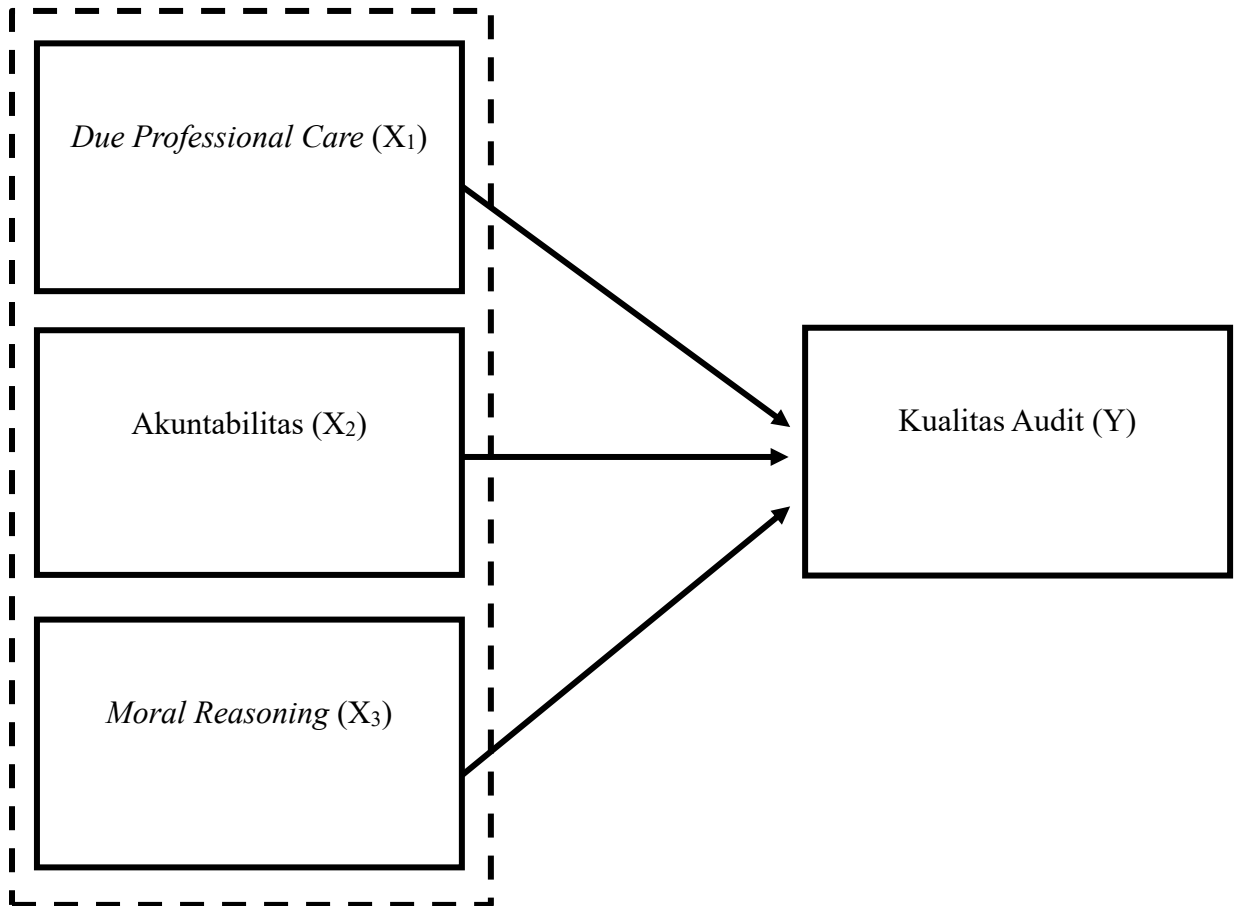 Due Professional Care (X₁)
Akuntabilitas (X₂)
Kualitas Audit (Y)
Moral Reasoning (X₃)